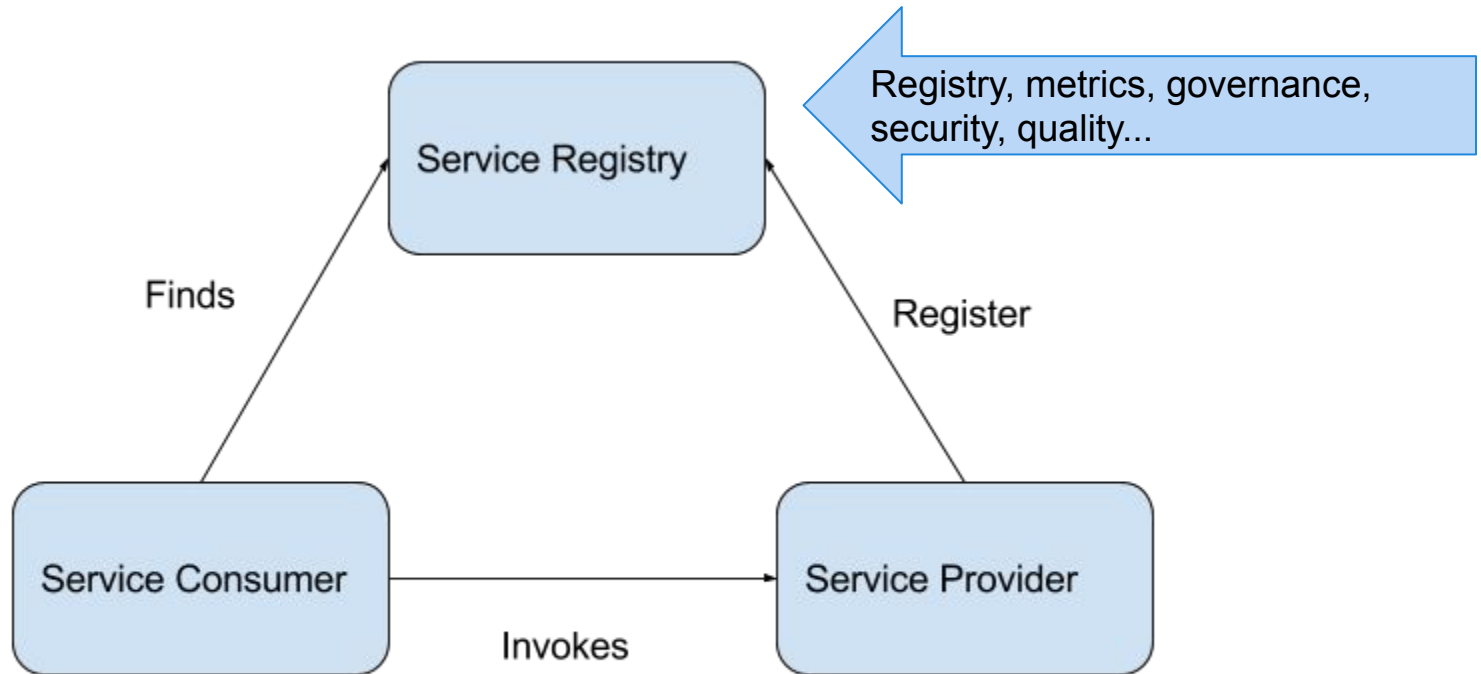 Registry, metrics, governance,
security, quality...
Service Registry
Finds
Register
Service Consumer
Service Provider
Invokes